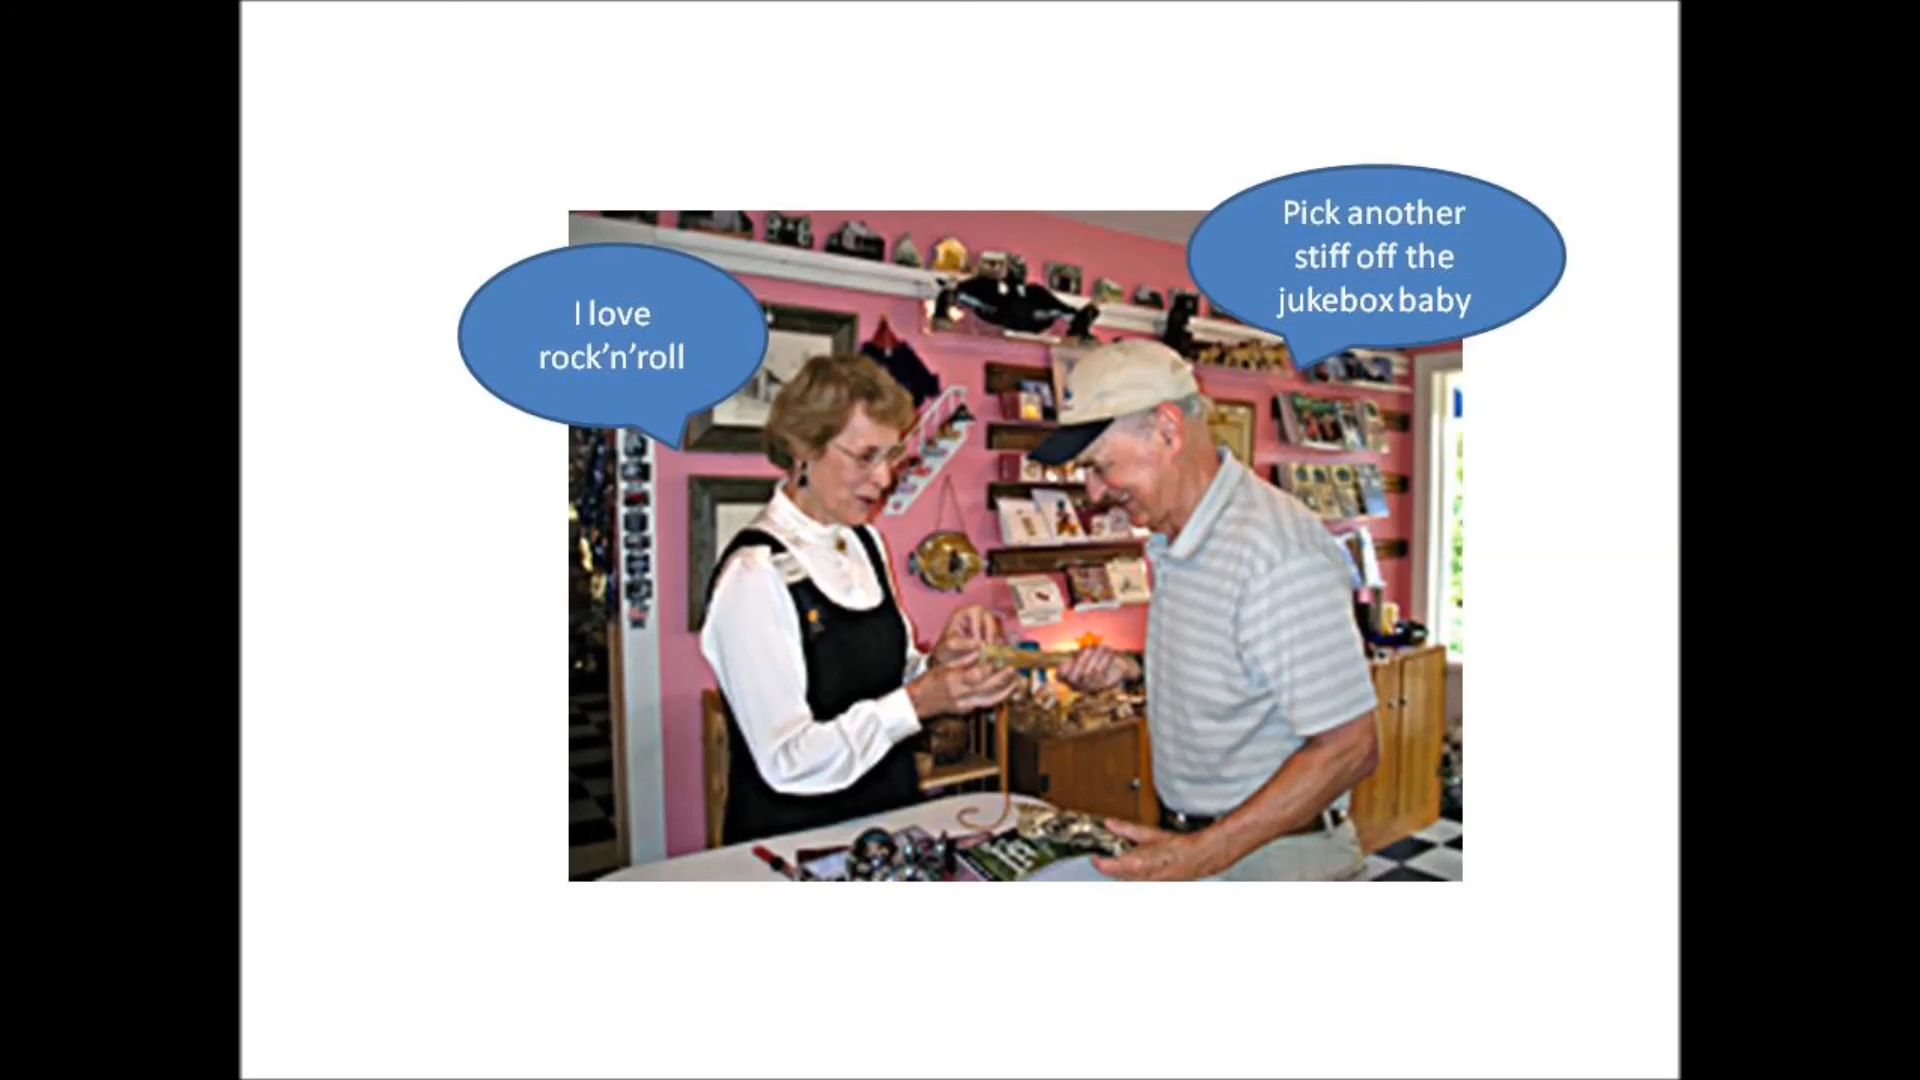 I love
rock’n’roll
Pick another
stiff off the
jukebox baby